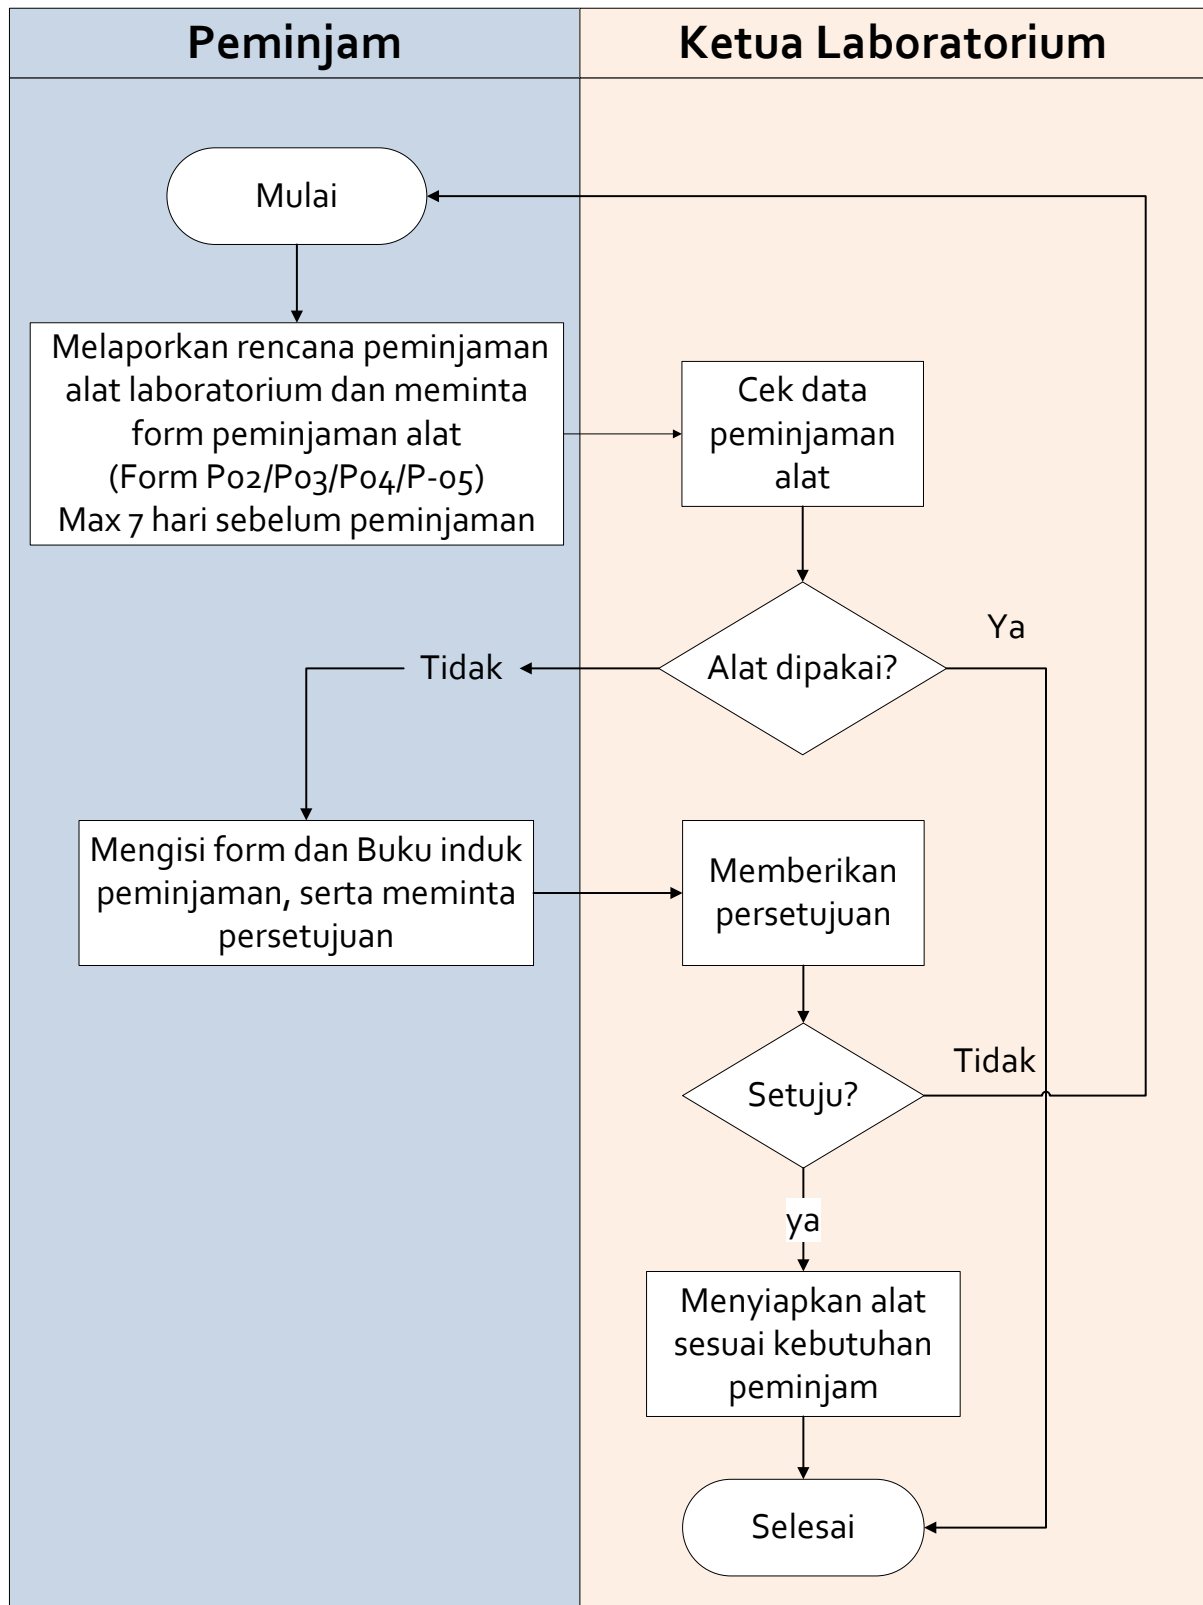 Peminjam
Ketua Laboratorium
Mulai
Melaporkan rencana peminjaman
alat laboratorium dan meminta
form peminjaman alat
(Form P02/P03/P04/P-05)
Max 7 hari sebelum peminjaman
Cek data
peminjaman
alat
Ya
Tidak
Alat dipakai?
Mengisi form dan Buku induk
peminjaman, serta meminta
persetujuan
Memberikan
persetujuan
Tidak
Setuju?
ya
Menyiapkan alat
sesuai kebutuhan
peminjam
Selesai